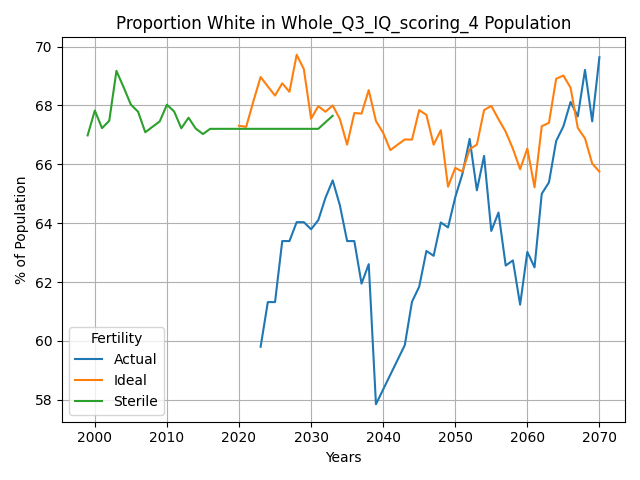 Proportion White in Whole_Q3_IQ_scoring_4 Population
% of Population
70
68
66
64
62
60
58
Fertility
Actual
Ideal
Sterile
2000 2010 2020 2030 2040 2050 2060 2070
Years